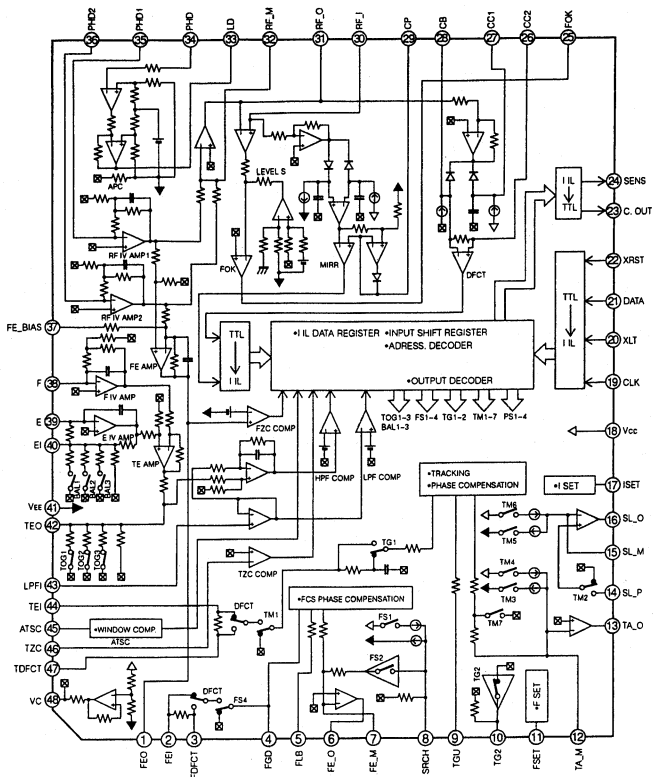 PHD2
PHD1
PHD
LD
RF_M
RF_O
RF_I
CP
CB
CC1
CC2
FOK
36
35
34
33
32
31
30
29
28
27
26
25
APC
LEVEL S
RF IV AMP1
FOK
MIRR
DFCT
RF IV AMP2
I IL
TTL
24 SENS
23 C. OUT
22 XRST
21 DATA
20 XLT
19 CLK
18 Vcc
17 ISET
16 SL_O
15 SL_M
14 SL_P
13 TA_O
TTL
I IL
TTL
I IL
•I IL DATA REGISTER •INPUT SHIFT REGISTER
•ADRESS. DECODER
•OUTPUT DECODER
TOG1-3
BAL1-3
FS1-4
TG1-2
TM1-7
PS1-4
FE_BIAS
37
FE AMP
F 38
F IV AMP
E 39
E IV AMP
EI 40
TE AMP
BAL1
BAL2
BAL3
VEE 41
TEO 42
TOG1
TOG2
TOG3
LPFI 43
TEI 44
ATSC 45
TZC 46
TDFCT 47
VC 48
FZC COMP
HPF COMP
LPF COMP
TZC COMP
•WINDOW COMP.
ATSC
•TRACKING
•PHASE COMPENSATION
•I SET
TG1
TM6
TM5
TM4
TM3
TM7
TM2
DFCT
TM1
•FCS PHASE COMPENSATION
FS1
FS2
DFCT
FS4
TG2
•F SET
1
2
3
4
5
6
7
8
9
10
11
12
FEO
FEI
FDFCT
FGD
FLB
FE_O
FE_M
SRCH
TGU
TG2
FSET
TA_M